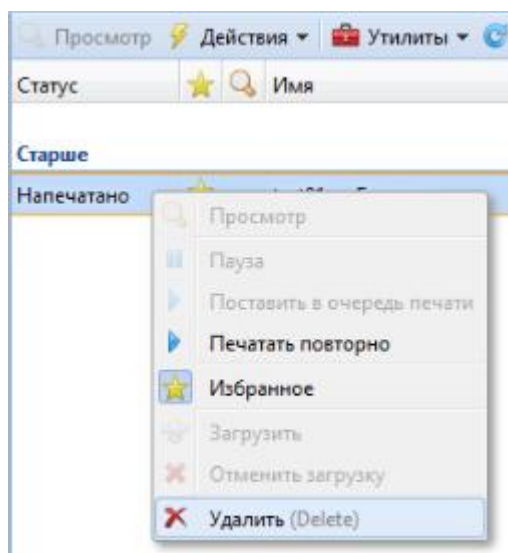 Просмотр Действия Утилиты
Статус Имя
Старше
Напечатано
Просмотр
Пауза
Поставить в очередь печати
Печатать повторно
Избранное
Загрузить
Отменить загрузку
Удалить (Delete)